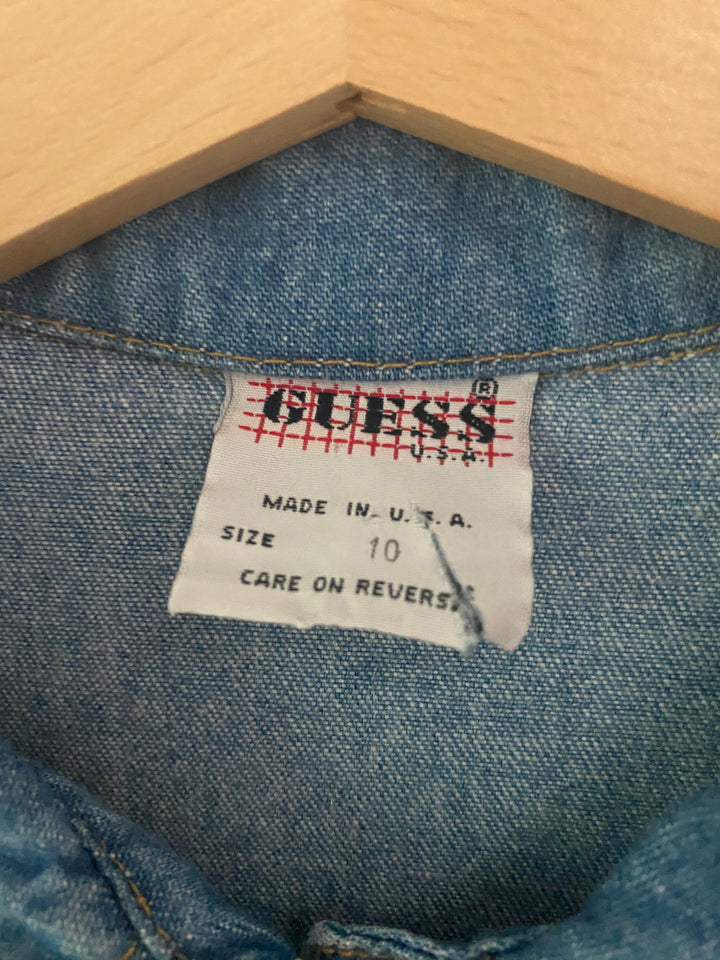 GUESS®
U.S.A.
MADE IN U.S.A.
SIZE 10
CARE ON REVERSE